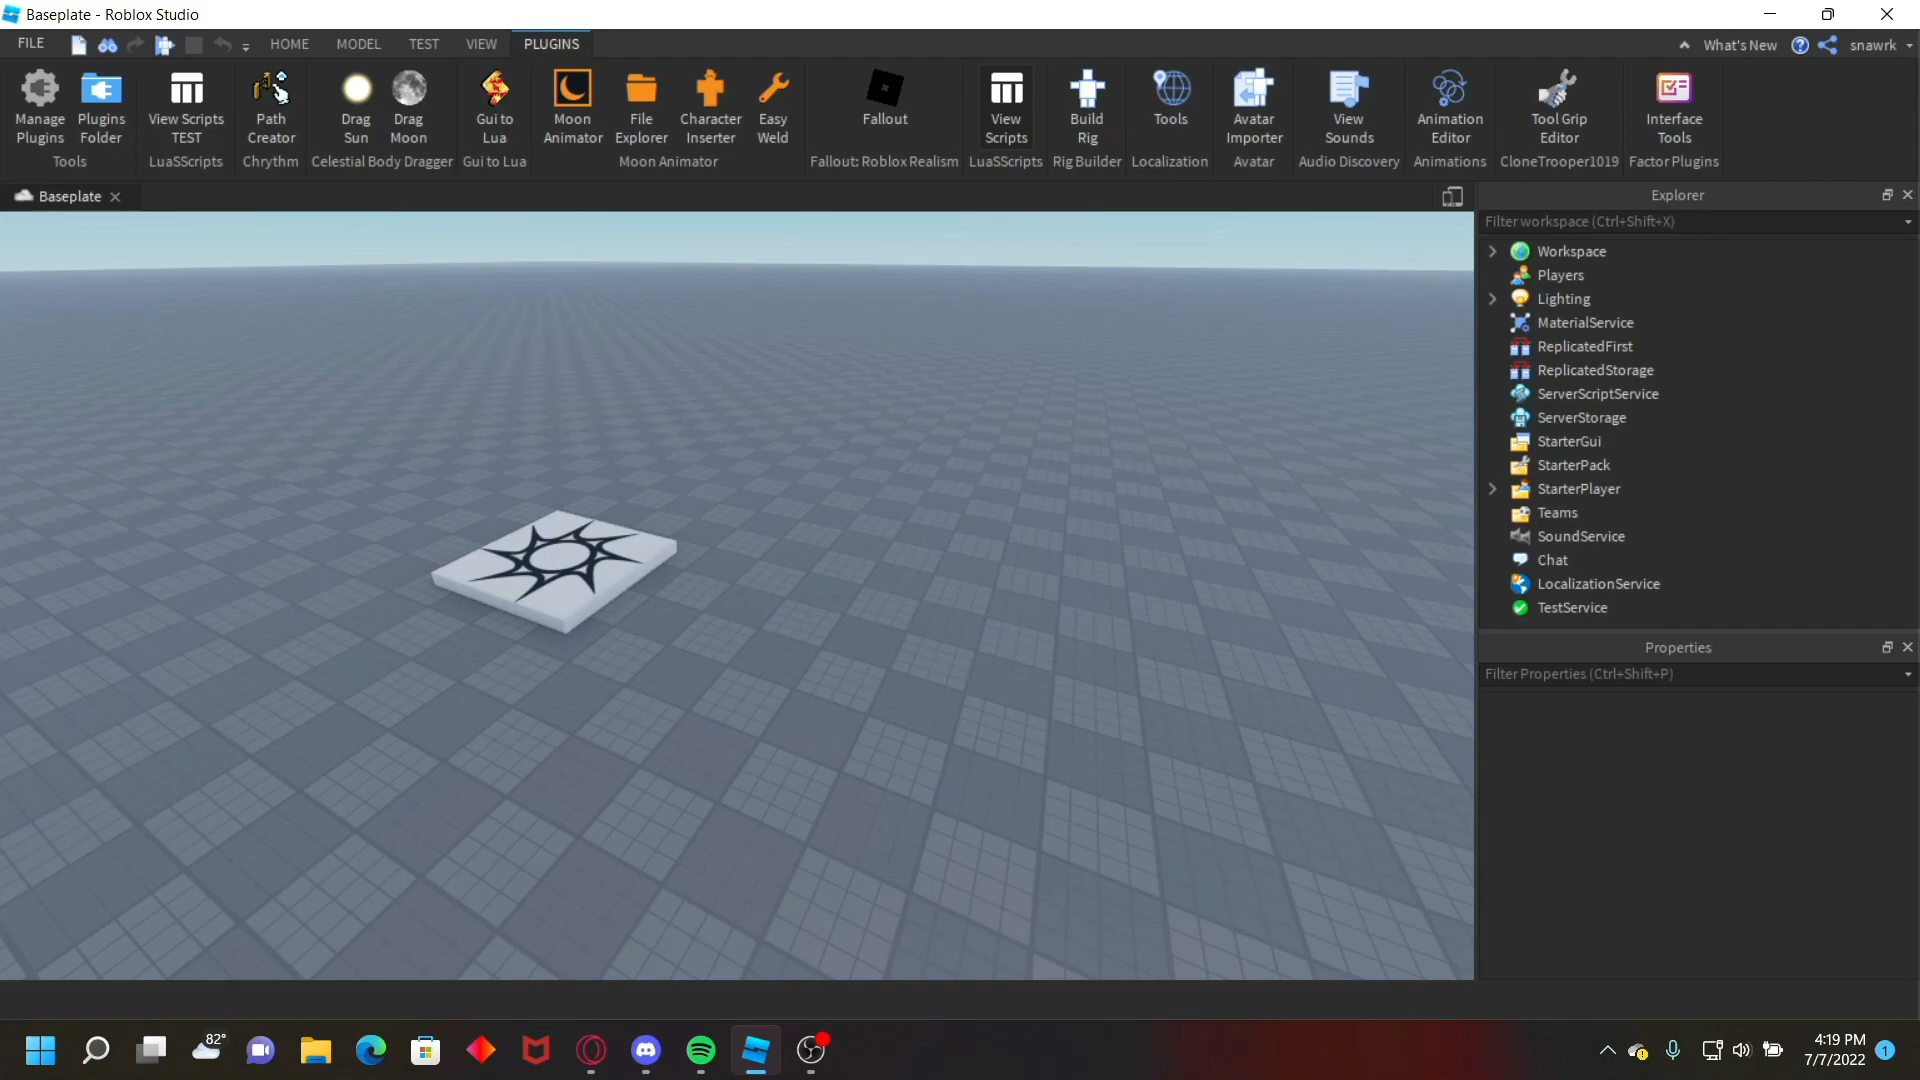 Baseplate - Roblox Studio
FILE
HOME
MODEL
TEST
VIEW
PLUGINS
What's New
snawrk
Manage Plugins
Plugins Folder
View Scripts TEST
Path Creator
Drag Sun
Drag Moon
Gui to Lua
Moon Animator
File Explorer
Character Inserter
Easy Weld
Fallout
View Scripts
Build Rig
Tools
Avatar Importer
View Sounds
Animation Editor
Tool Grip Editor
Interface Tools
Tools
LuaSScripts
Chrythm
Celestial Body Dragger
Gui to Lua
Moon Animator
Fallout: Roblox Realism
LuaSScripts
Rig Builder
Localization
Avatar
Audio Discovery
Animations
CloneTrooper1019
Factor Plugins
Baseplate
Explorer
Filter workspace (Ctrl+Shift+X)
Workspace
Players
Lighting
MaterialService
ReplicatedFirst
ReplicatedStorage
ServerScriptService
ServerStorage
StarterGui
StarterPack
StarterPlayer
Teams
SoundService
Chat
LocalizationService
TestService
Properties
Filter Properties (Ctrl+Shift+P)
82°
4:19 PM
7/7/2022
1